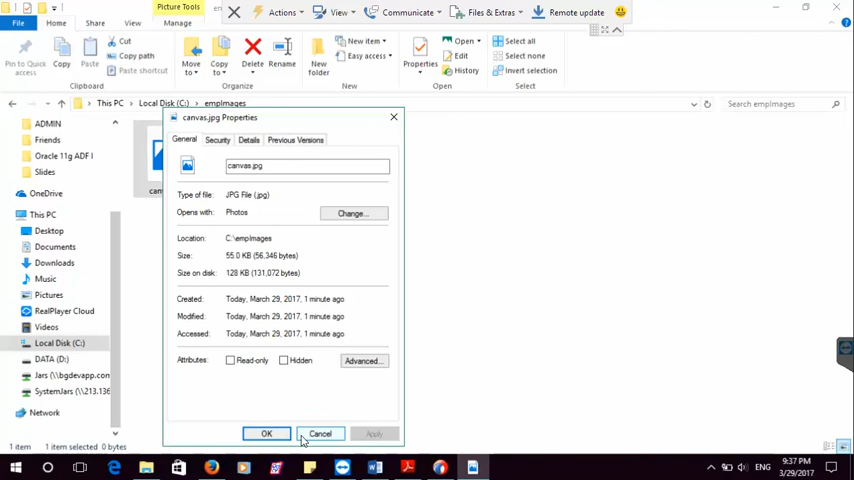 Picture Tools
Actions
View
Communicate
Files & Extras
Remote update
File
Home
Share
View
Manage
Pin to Quick access
Copy
Paste
Cut
Copy path
Paste shortcut
Move to
Copy to
Delete
Rename
New folder
New item
Easy access
Properties
Open
Edit
History
Select all
Select none
Invert selection
Clipboard
Organize
New
Open
Select
This PC
Local Disk (C:)
empImages
Search empImages
ADMIN
Friends
Oracle 11g ADF I
Slides
OneDrive
This PC
Desktop
Documents
Downloads
Music
Pictures
RealPlayer Cloud
Videos
Local Disk (C:)
DATA (D:)
Jars (\\bgdevapp.com
SystemJars (\\213.136
Network
canvas.jpg Properties
General
Security
Details
Previous Versions
canvas.jpg
Type of file: JPG File (.jpg)
Opens with: Photos
Change...
Location: C:\empImages
Size: 55.0 KB (56,346 bytes)
Size on disk: 128 KB (131,072 bytes)
Created: Today, March 29, 2017, 1 minute ago
Modified: Today, March 29, 2017, 1 minute ago
Accessed: Today, March 29, 2017, 1 minute ago
Attributes: Read-only Hidden Advanced...
OK
Cancel
Apply
1 item
1 item selected 0 bytes
ENG
9:37 PM
3/29/2017